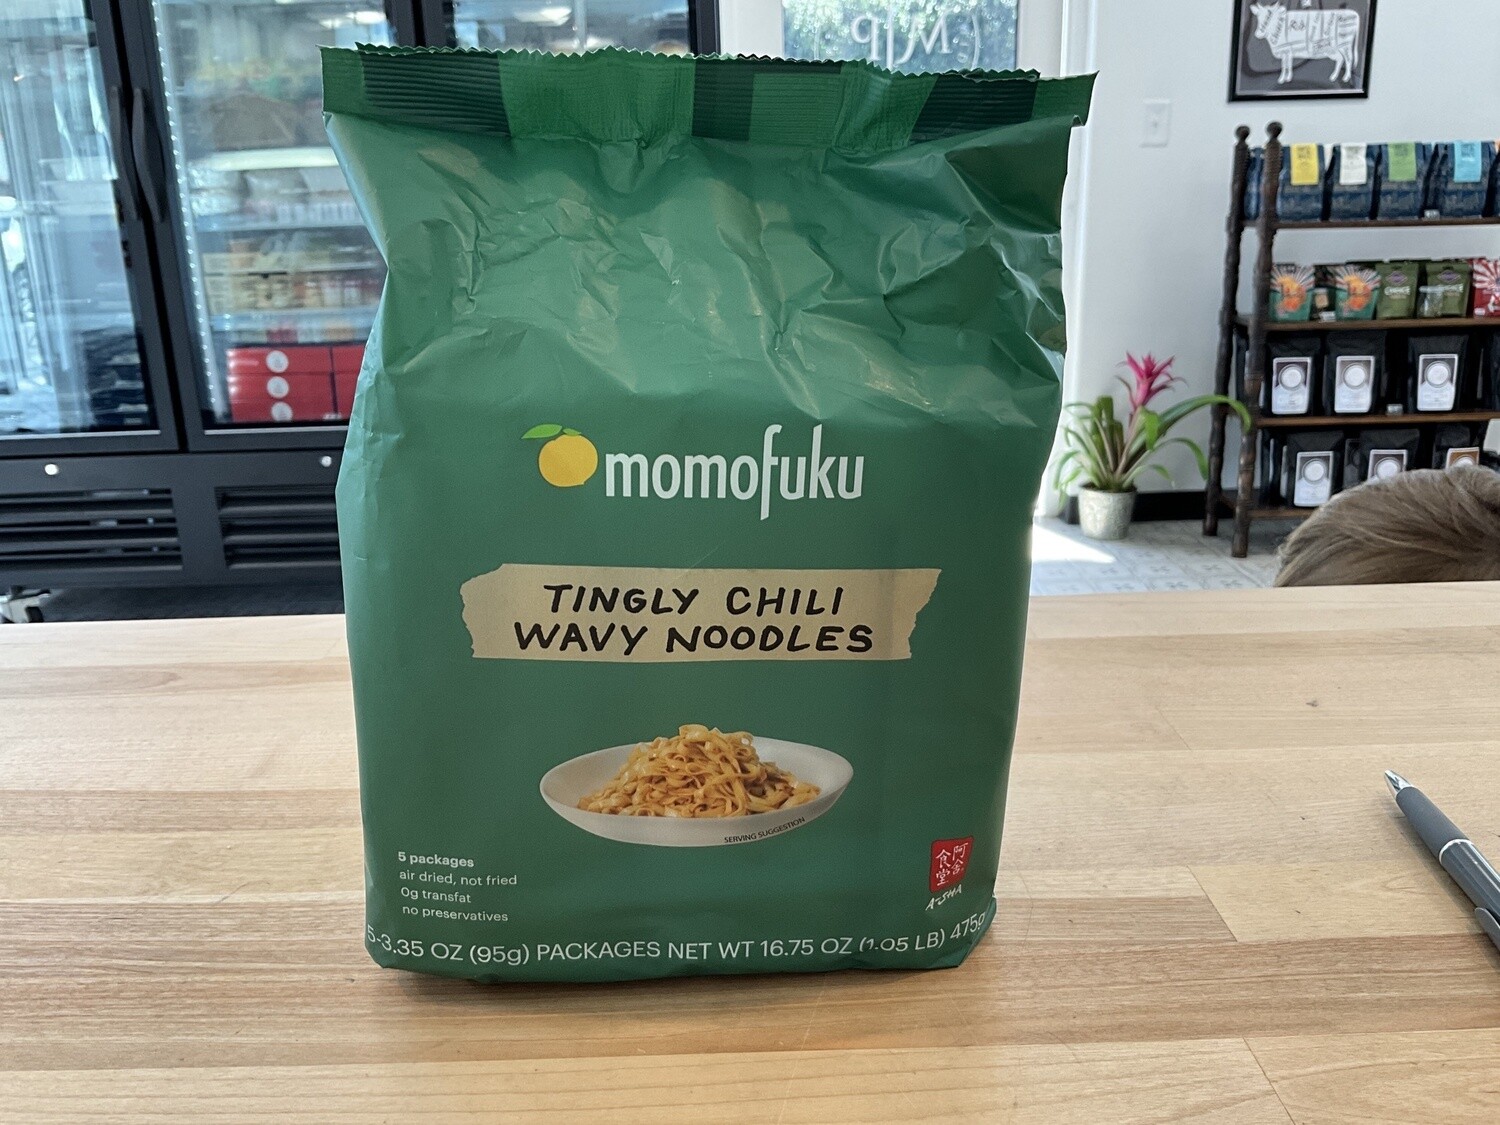 momofuku
TINGLY CHILI
WAVY NOODLES
SERVING SUGGESTION
5 packages
air dried, not fried
0g transfat
no preservatives
阿舍
食堂
A-SHA
5-3.35 OZ (95g) PACKAGES NET WT 16.75 OZ (1.05 LB) 475g